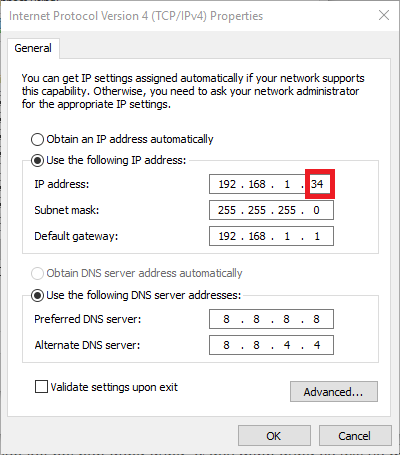 Internet Protocol Version 4 (TCP/IPv4) Properties
General
You can get IP settings assigned automatically if your network supports
this capability. Otherwise, you need to ask your network administrator
for the appropriate IP settings.
Obtain an IP address automatically
Use the following IP address:
IP address: 192 . 168 . 1 . 34
Subnet mask: 255 . 255 . 255 . 0
Default gateway: 192 . 168 . 1 . 1
Obtain DNS server address automatically
Use the following DNS server addresses:
Preferred DNS server: 8 . 8 . 8 . 8
Alternate DNS server: 8 . 8 . 4 . 4
Validate settings upon exit
Advanced...
OK Cancel